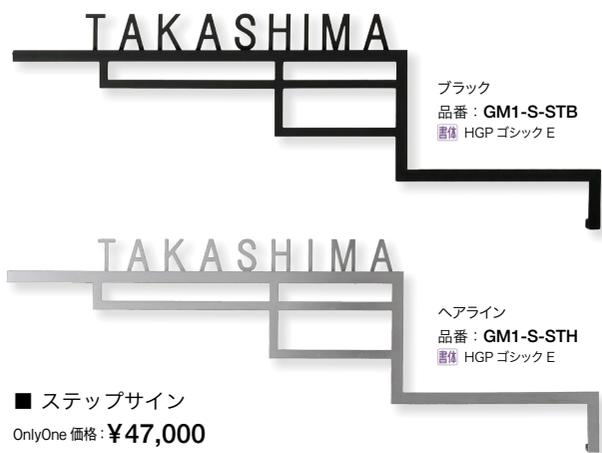 TAKASHIMA
ブラック
品番：GM1-S-STB
書体 HGP ゴシック E
TAKASHIMA
ヘアライン
品番：GM1-S-STH
書体 HGP ゴシック E
■ ステップサイン
OnlyOne 価格：¥47,000